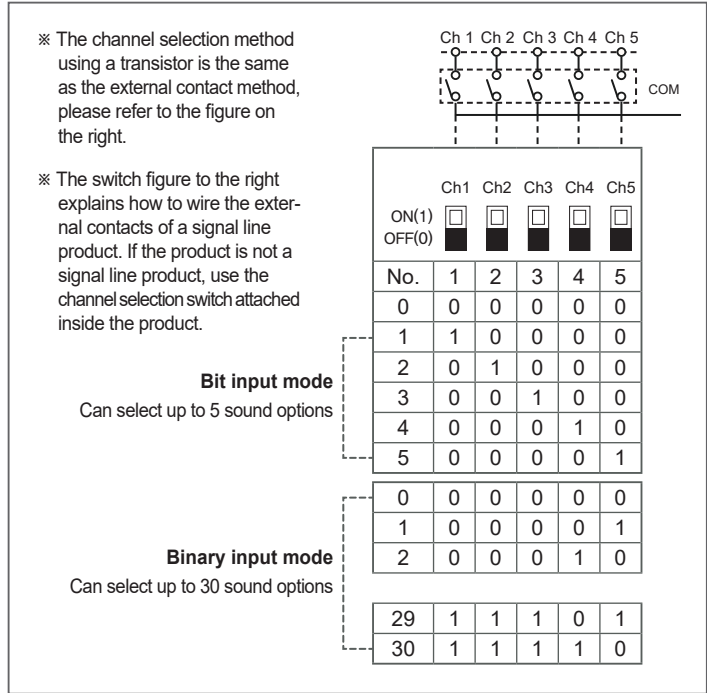 ※ The channel selection method
using a transistor is the same
as the external contact method,
please refer to the figure on
the right.
※ The switch figure to the right
explains how to wire the exter-
nal contacts of a signal line
product. If the product is not a
signal line product, use the
channel selection switch attached
inside the product.
Bit input mode
Can select up to 5 sound options
Binary input mode
Can select up to 30 sound options
Ch 1 Ch 2 Ch 3 Ch 4 Ch 5
COM
Ch1 Ch2 Ch3 Ch4 Ch5
ON(1)
OFF(0)
No. 1 2 3 4 5
0 0 0 0 0 0
1 1 0 0 0 0
2 0 1 0 0 0
3 0 0 1 0 0
4 0 0 0 1 0
5 0 0 0 0 1
0 0 0 0 0 0
1 0 0 0 0 1
2 0 0 0 1 0
29 1 1 1 0 1
30 1 1 1 1 0